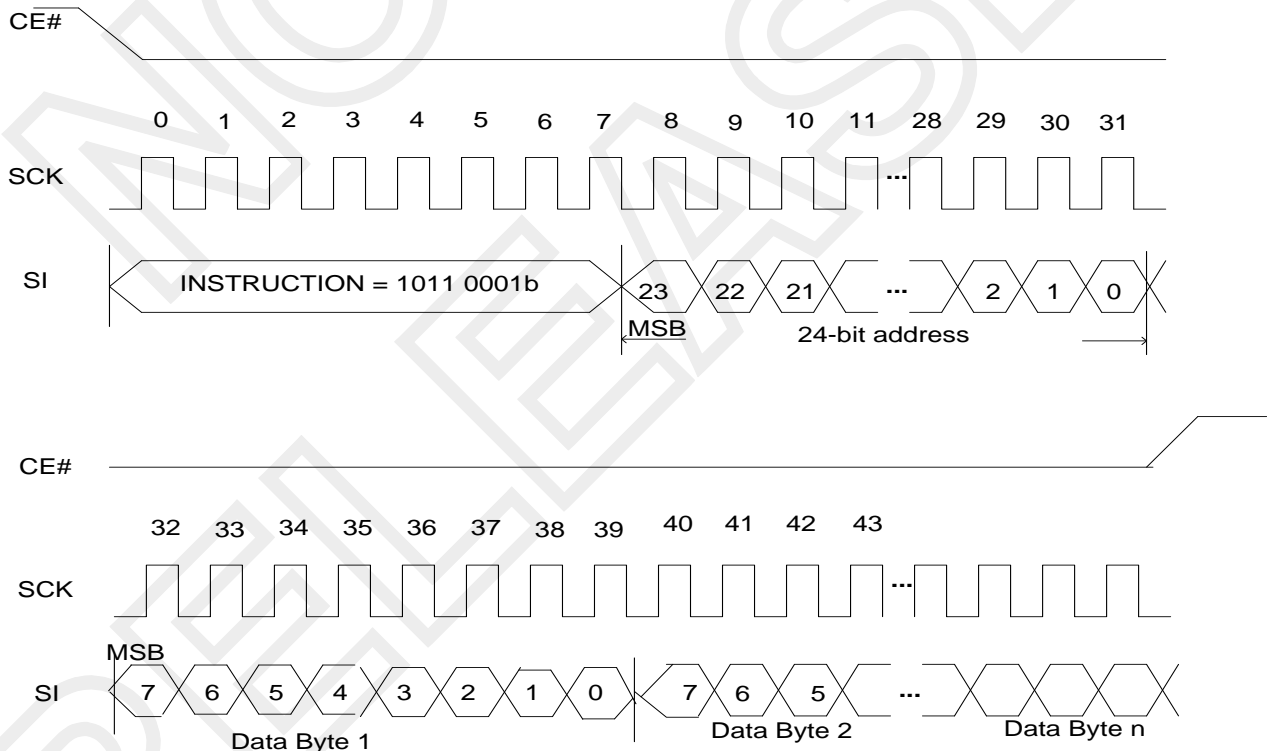 CE#
0 1 2 3 4 5 6 7 8 9 10 11 28 29 30 31
SCK ...
SI INSTRUCTION = 1011 0001b 23 22 21 ... 2 1 0
MSB 24-bit address
CE#
32 33 34 35 36 37 38 39 40 41 42 43
SCK ...
MSB
SI 7 6 5 4 3 2 1 0 7 6 5 ...
Data Byte 1 Data Byte 2 Data Byte n